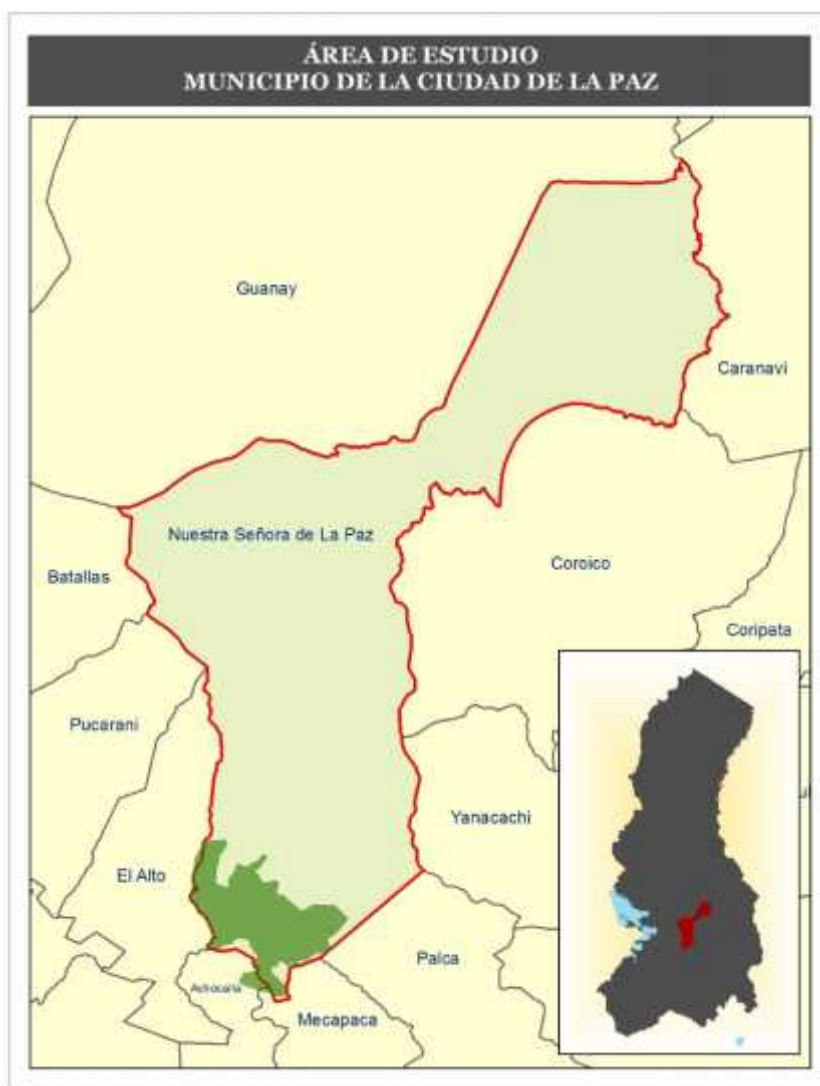 ÁREA DE ESTUDIO
MUNICIPIO DE LA CIUDAD DE LA PAZ
Guanay
Caranavi
Nuestra Señora de La Paz
Coroico
Batallas
Coripata
Pucarani
Yanacachi
El Alto
Palca
Achocalla
Mecapaca